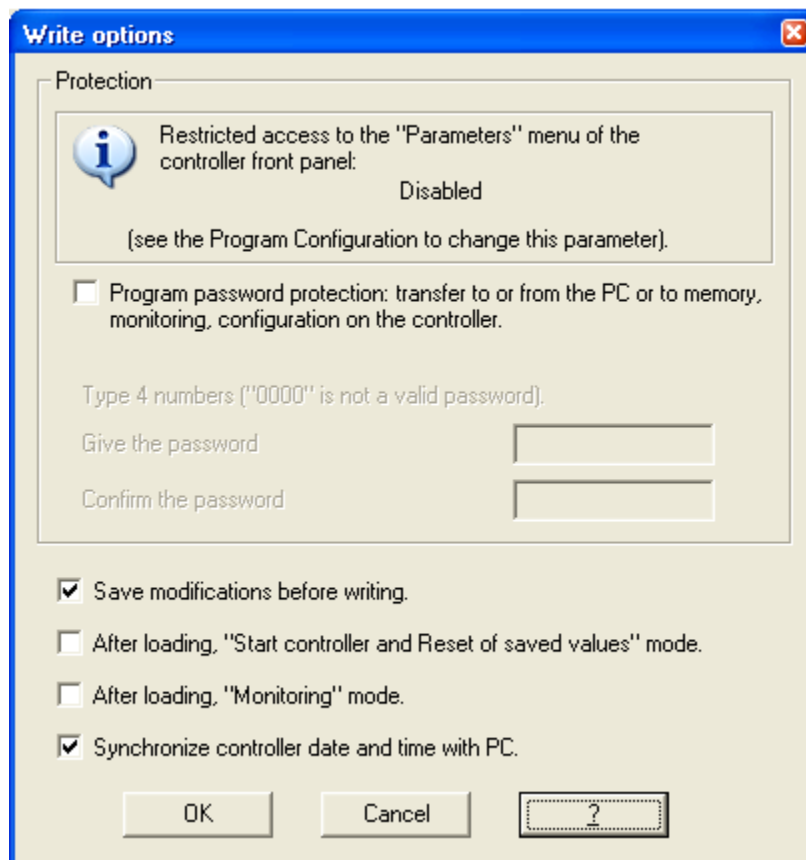 Write options
Protection
Restricted access to the "Parameters" menu of the
controller front panel:
Disabled
(see the Program Configuration to change this parameter).
Program password protection: transfer to or from the PC or to memory,
monitoring, configuration on the controller.
Type 4 numbers ("0000" is not a valid password).
Give the password
Confirm the password
Save modifications before writing.
After loading, "Start controller and Reset of saved values" mode.
After loading, "Monitoring" mode.
Synchronize controller date and time with PC.
OK Cancel ?